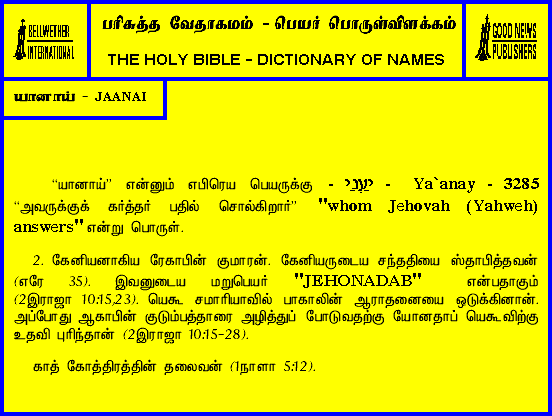 BELLWETHER
INTERNATIONAL
பரிசுத்த வேதாகமம் - பெயர் பொருள்விளக்கம்
THE HOLY BIBLE - DICTIONARY OF NAMES
GOOD NEWS
PUBLISHERS
யானாய் - JAANAI
“யானாய்” என்னும் எபிரெய பெயருக்கு - יַעְנַי - Ya`anay - 3285
“அவருக்குக் கர்த்தர் பதில் சொல்கிறார்” "whom Jehovah (Yahweh)
answers" என்று பொருள்.
2. கேனியனாகிய ரேகாபின் குமாரன். கேனியருடைய சந்ததியை ஸ்தாபித்தவன்
(எரே 35). இவனுடைய மறுபெயர் "JEHONADAB" என்பதாகும்
(2இராஜா 10:15,23). யெகூ சமாரியாவில் பாகாலின் ஆராதனையை ஒடுக்கினான்.
அப்போது ஆகாபின் குடும்பத்தாரை அழித்துப் போடுவதற்கு யோனதாப் யெகூவிற்கு
உதவி புரிந்தான் (2இராஜா 10:15-28).
காத் கோத்திரத்தின் தலைவன் (1நாளா 5:12).